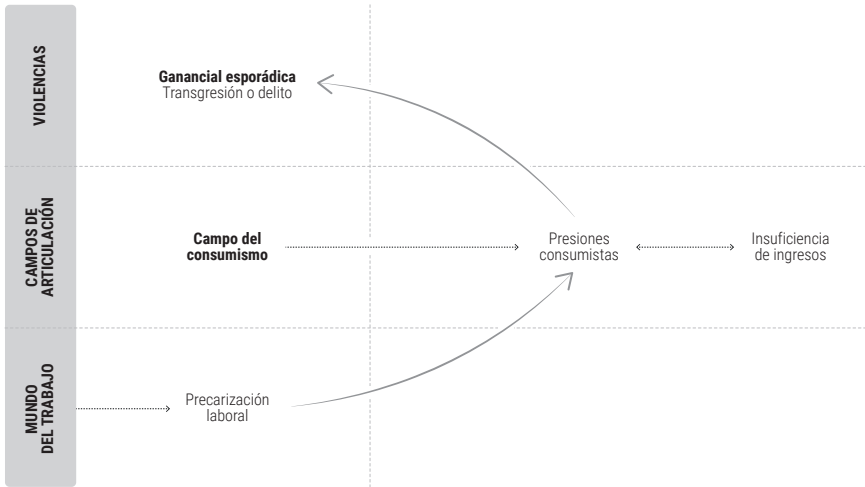 VIOLENCIAS
Ganancial esporádica
Transgresión o delito
CAMPOS DE
ARTICULACIÓN
Campo del
consumismo
Presiones
consumistas
Insuficiencia
de ingresos
MUNDO
DEL TRABAJO
Precarización
laboral